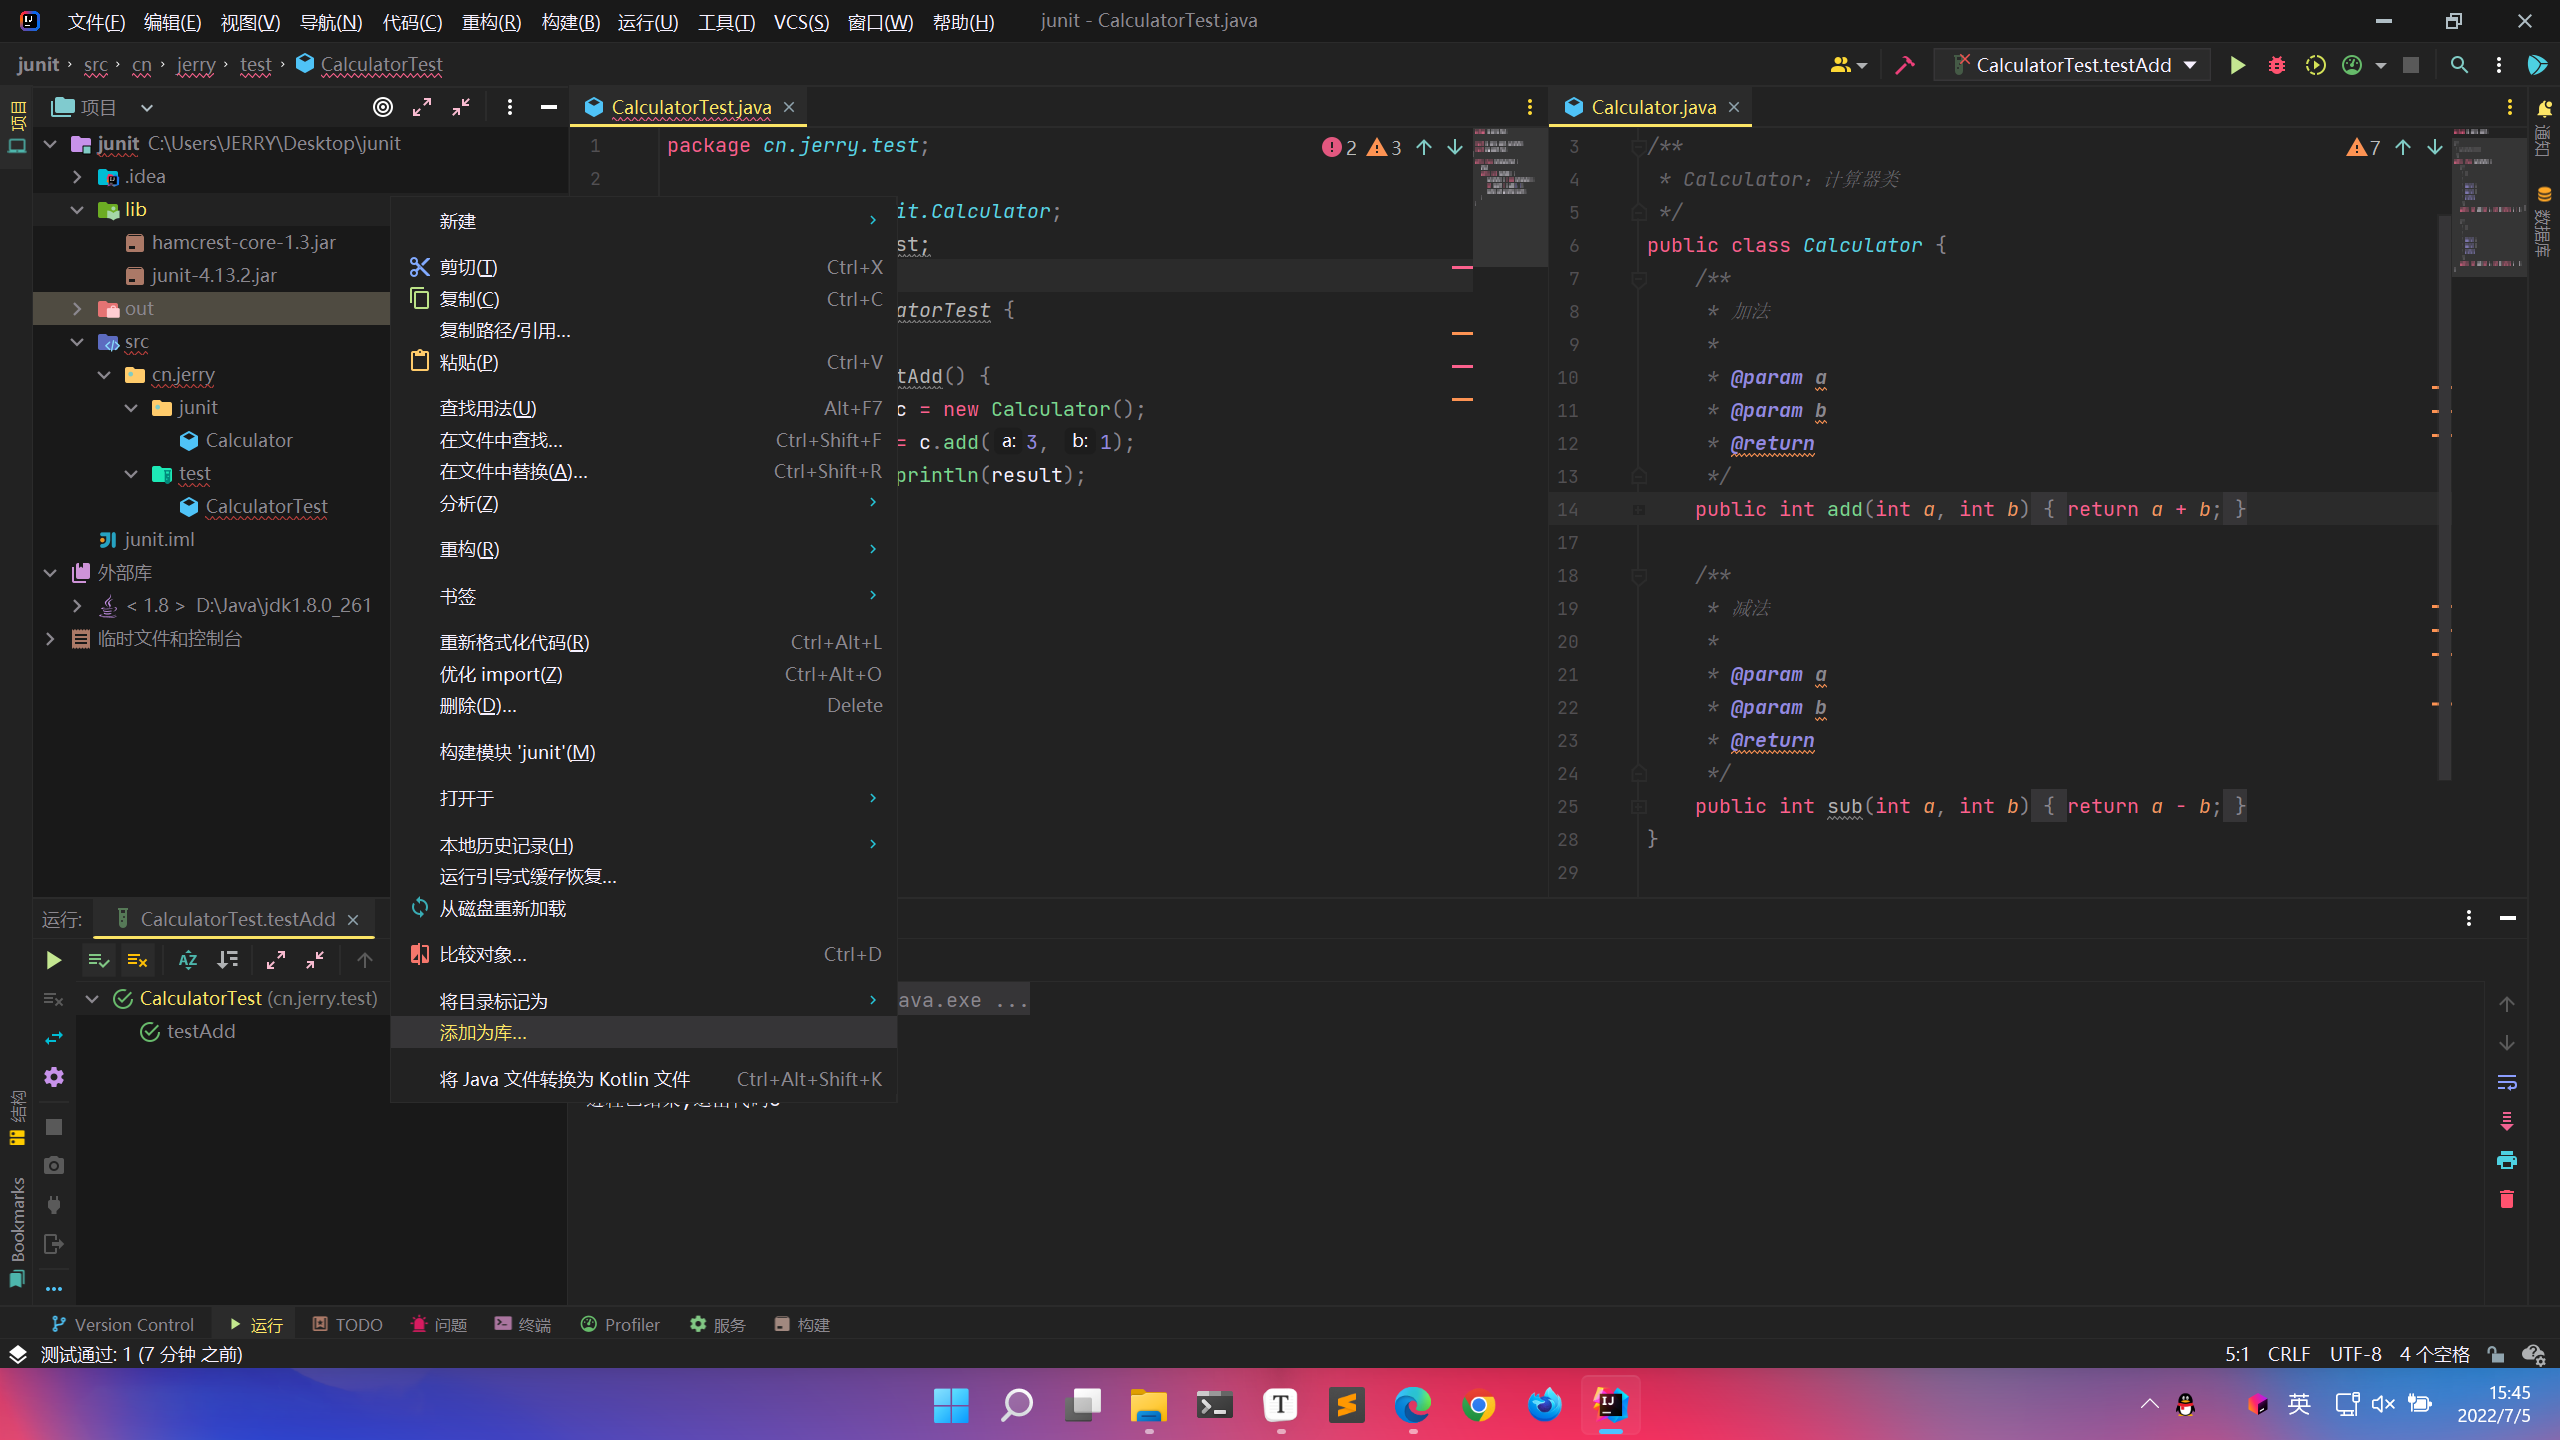 文件(F) 编辑(E) 视图(V) 导航(N) 代码(C) 重构(R) 构建(B) 运行(U) 工具(T) VCS(S) 窗口(W) 帮助(H) junit - CalculatorTest.java
junit › src › cn › jerry › test › CalculatorTest
CalculatorTest.testAdd
项目
项目
CalculatorTest.java
Calculator.java
通知
数据库
junit C:\Users\JERRY\Desktop\junit
.idea
lib
hamcrest-core-1.3.jar
junit-4.13.2.jar
out
src
cn.jerry
junit
Calculator
test
CalculatorTest
junit.iml
外部库
< 1.8 > D:\Java\jdk1.8.0_261
临时文件和控制台
1 package cn.jerry.test;
2
2 3
it.Calculator;
st;
atorTest {
tAdd() {
c = new Calculator();
= c.add( a: 3, b: 1);
println(result);
7
3 /**
4 * Calculator：计算器类
5 */
6 public class Calculator {
7 /**
8 * 加法
9 *
10 * @param a
11 * @param b
12 * @return
13 */
14 public int add(int a, int b) { return a + b; }
17
18 /**
19 * 减法
20 *
21 * @param a
22 * @param b
23 * @return
24 */
25 public int sub(int a, int b) { return a - b; }
28 }
29
新建
剪切(T) Ctrl+X
复制(C) Ctrl+C
复制路径/引用...
粘贴(P) Ctrl+V
查找用法(U) Alt+F7
在文件中查找... Ctrl+Shift+F
在文件中替换(A)... Ctrl+Shift+R
分析(Z)
重构(R)
书签
重新格式化代码(R) Ctrl+Alt+L
优化 import(Z) Ctrl+Alt+O
删除(D)... Delete
构建模块 'junit'(M)
打开于
本地历史记录(H)
运行引导式缓存恢复...
从磁盘重新加载
比较对象... Ctrl+D
将目录标记为
添加为库...
将 Java 文件转换为 Kotlin 文件 Ctrl+Alt+Shift+K
运行: CalculatorTest.testAdd
CalculatorTest (cn.jerry.test)
testAdd
ava.exe ...
结构
Bookmarks
Version Control 运行 TODO 问题 终端 Profiler 服务 构建
测试通过: 1 (7 分钟 之前)
5:1 CRLF UTF-8 4 个空格
英
15:45
2022/7/5